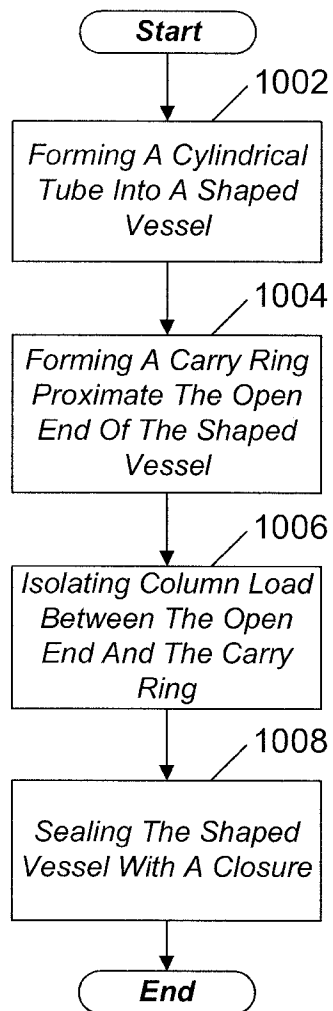 Start
1002
Forming A Cylindrical
Tube Into A Shaped
Vessel
1004
Forming A Carry Ring
Proximate The Open
End Of The Shaped
Vessel
1006
Isolating Column Load
Between The Open
End And The Carry
Ring
1008
Sealing The Shaped
Vessel With A Closure
End